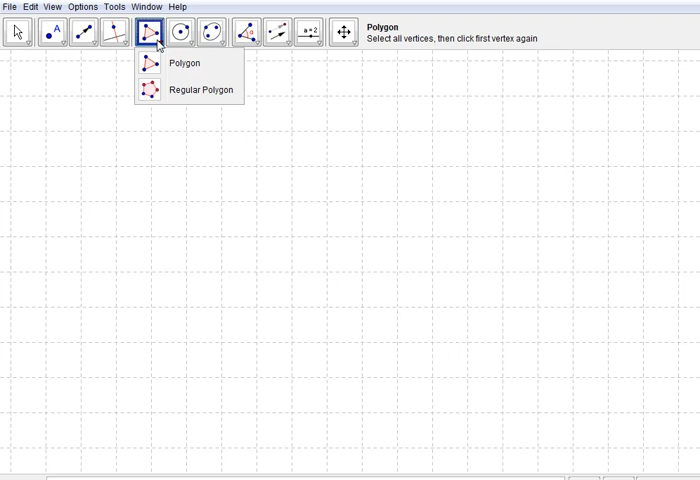 File Edit View Options Tools Window Help
A
α
a=2
Polygon
Select all vertices, then click first vertex again
Polygon
Regular Polygon